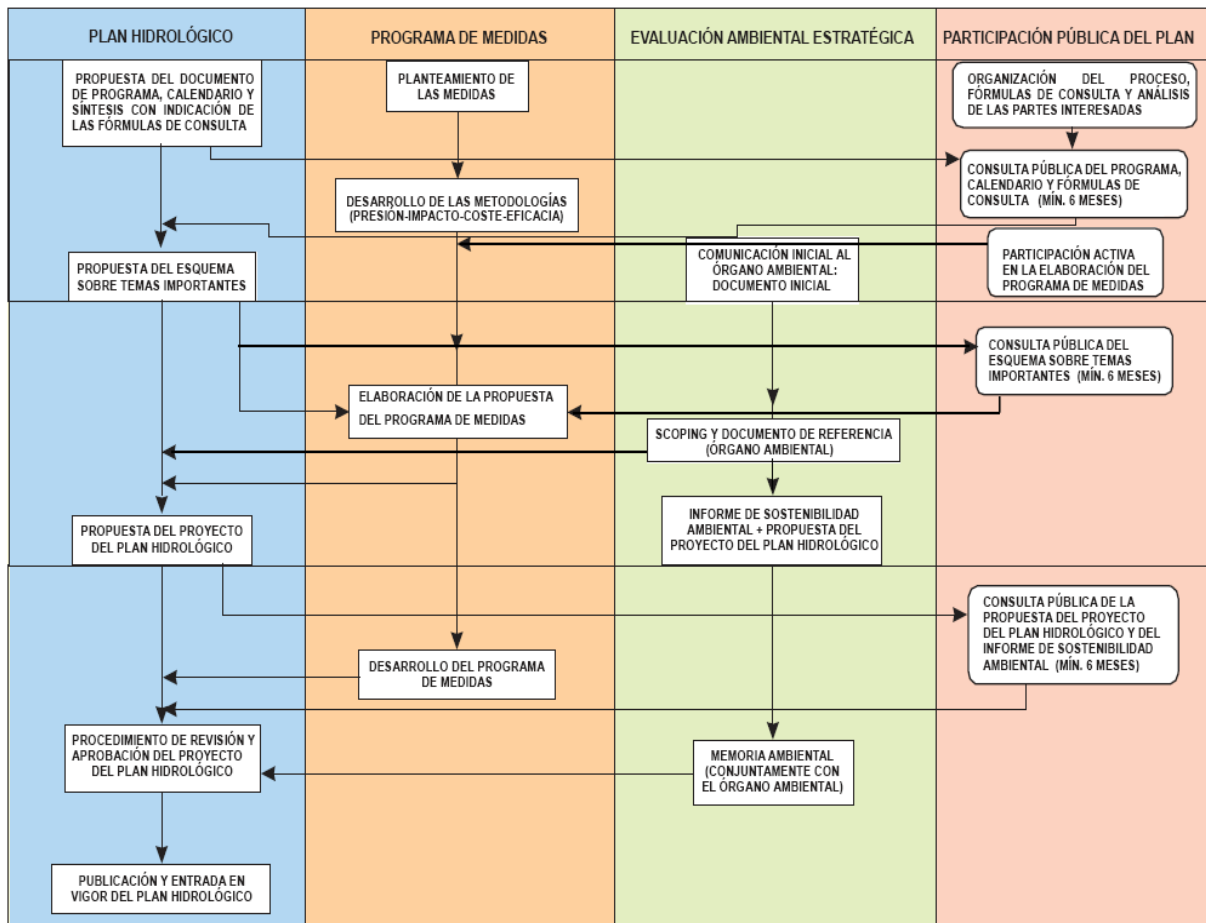 PLAN HIDROLÓGICO
PROGRAMA DE MEDIDAS
EVALUACIÓN AMBIENTAL ESTRATÉGICA
PARTICIPACIÓN PÚBLICA DEL PLAN
PROPUESTA DEL DOCUMENTO
DE PROGRAMA, CALENDARIO Y
SÍNTESIS CON INDICACIÓN DE
LAS FÓRMULAS DE CONSULTA
PLANTEAMIENTO DE
LAS MEDIDAS
ORGANIZACIÓN DEL PROCESO,
FÓRMULAS DE CONSULTA Y ANÁLISIS
DE LAS PARTES INTERESADAS
DESARROLLO DE LAS METODOLOGÍAS
(PRESIÓN-IMPACTO-COSTE-EFICACIA)
CONSULTA PÚBLICA DEL PROGRAMA,
CALENDARIO Y FÓRMULAS DE
CONSULTA (MÍN. 6 MESES)
PROPUESTA DEL ESQUEMA
SOBRE TEMAS IMPORTANTES
COMUNICACIÓN INICIAL AL
ÓRGANO AMBIENTAL:
DOCUMENTO INICIAL
PARTICIPACIÓN ACTIVA
EN LA ELABORACIÓN DEL
PROGRAMA DE MEDIDAS
CONSULTA PÚBLICA DEL
ESQUEMA SOBRE TEMAS
IMPORTANTES (MÍN. 6 MESES)
ELABORACIÓN DE LA PROPUESTA
DEL PROGRAMA DE MEDIDAS
SCOPING Y DOCUMENTO DE REFERENCIA
(ÓRGANO AMBIENTAL)
PROPUESTA DEL PROYECTO
DEL PLAN HIDROLÓGICO
INFORME DE SOSTENIBILIDAD
AMBIENTAL + PROPUESTA DEL
PROYECTO DEL PLAN HIDROLÓGICO
CONSULTA PÚBLICA DE LA
PROPUESTA DEL PROYECTO
DEL PLAN HIDROLÓGICO Y DEL
INFORME DE SOSTENIBILIDAD
AMBIENTAL (MÍN. 6 MESES)
DESARROLLO DEL PROGRAMA
DE MEDIDAS
PROCEDIMIENTO DE REVISIÓN Y
APROBACIÓN DEL PROYECTO
DEL PLAN HIDROLÓGICO
MEMORIA AMBIENTAL
(CONJUNTAMENTE CON
EL ÓRGANO AMBIENTAL)
PUBLICACIÓN Y ENTRADA EN
VIGOR DEL PLAN HIDROLÓGICO